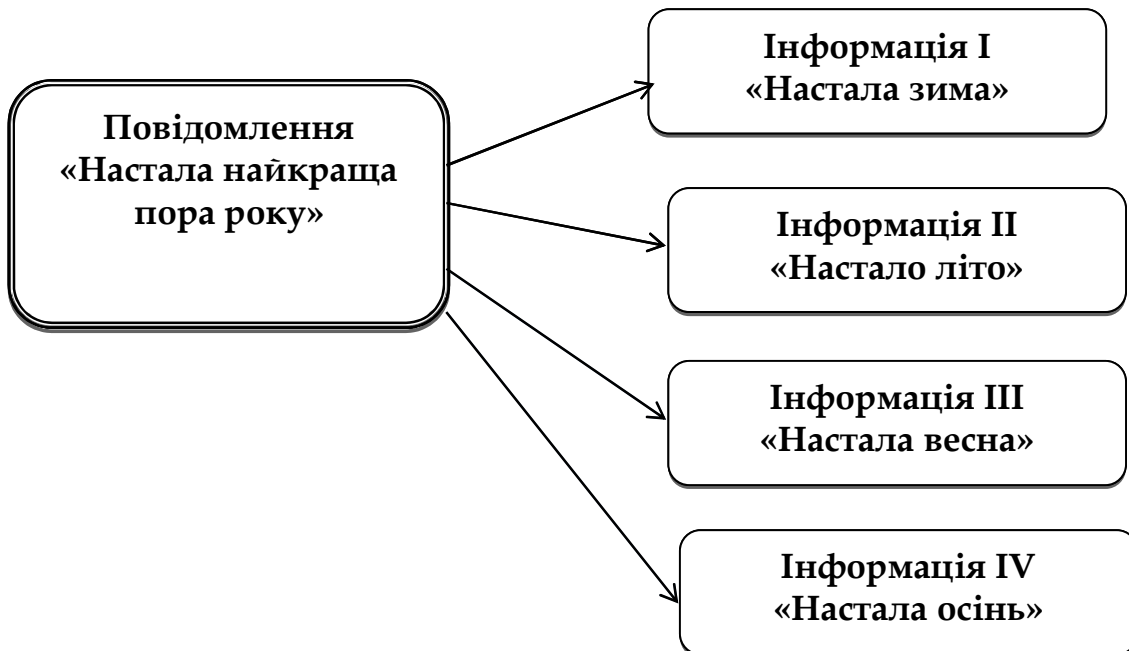 Повідомлення
«Настала найкраща
пора року»
Інформація I
«Настала зима»
Інформація II
«Настало літо»
Інформація III
«Настала весна»
Інформація IV
«Настала осінь»